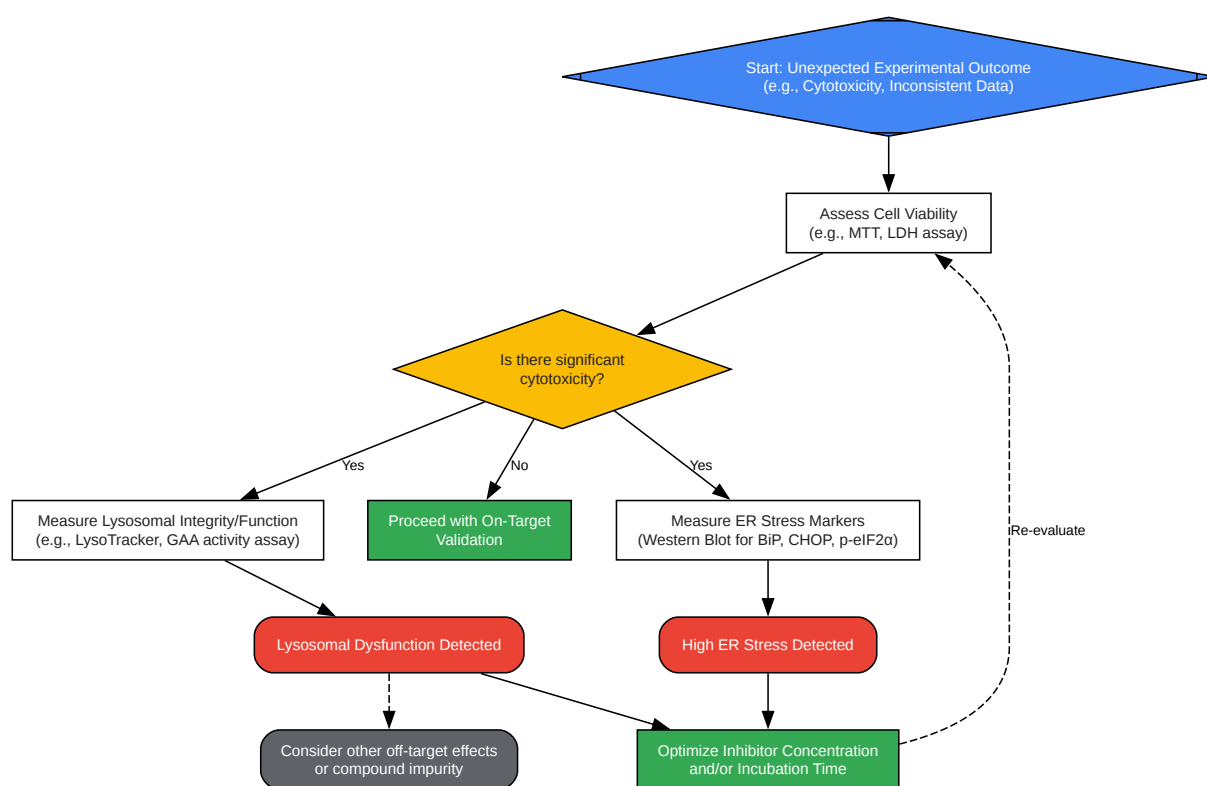 Start: Unexpected Experimental Outcome
(e.g., Cytotoxicity, Inconsistent Data)
Assess Cell Viability
(e.g., MTT, LDH assay)
Is there significant
cytotoxicity?
Yes
No
Yes
Measure Lysosomal Integrity/Function
(e.g., LysoTracker, GAA activity assay)
Proceed with On-Target
Validation
Measure ER Stress Markers
(Western Blot for BiP, CHOP, p-eIF2α)
Re-evaluate
Lysosomal Dysfunction Detected
High ER Stress Detected
Consider other off-target effects
or compound impurity
Optimize Inhibitor Concentration
and/or Incubation Time